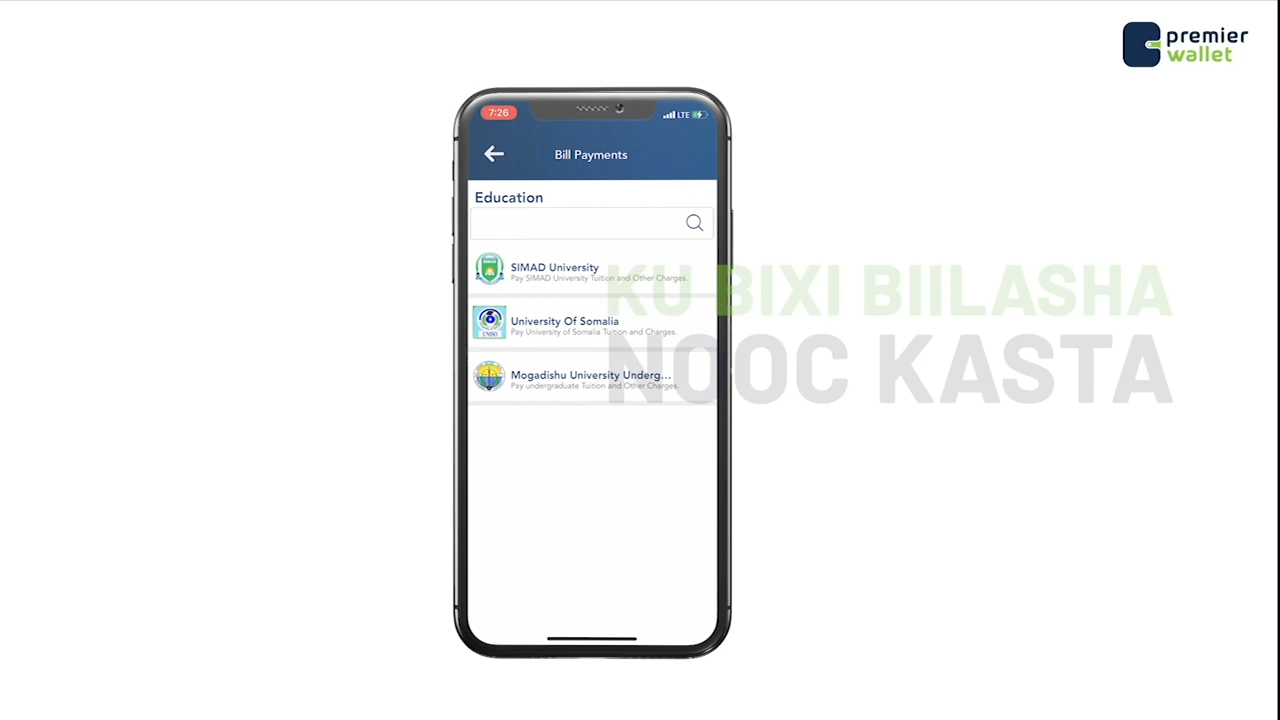 premier
wallet
7:26
LTE
Bill Payments
Education
SIMAD University
Pay SIMAD University Tuition and Other Charges.
University Of Somalia
Pay University of Somalia Tuition and Charges.
Mogadishu University Underg...
Pay undergraduate Tuition and Other Charges.
KU BIXI BIILASHA
NOOC KASTA